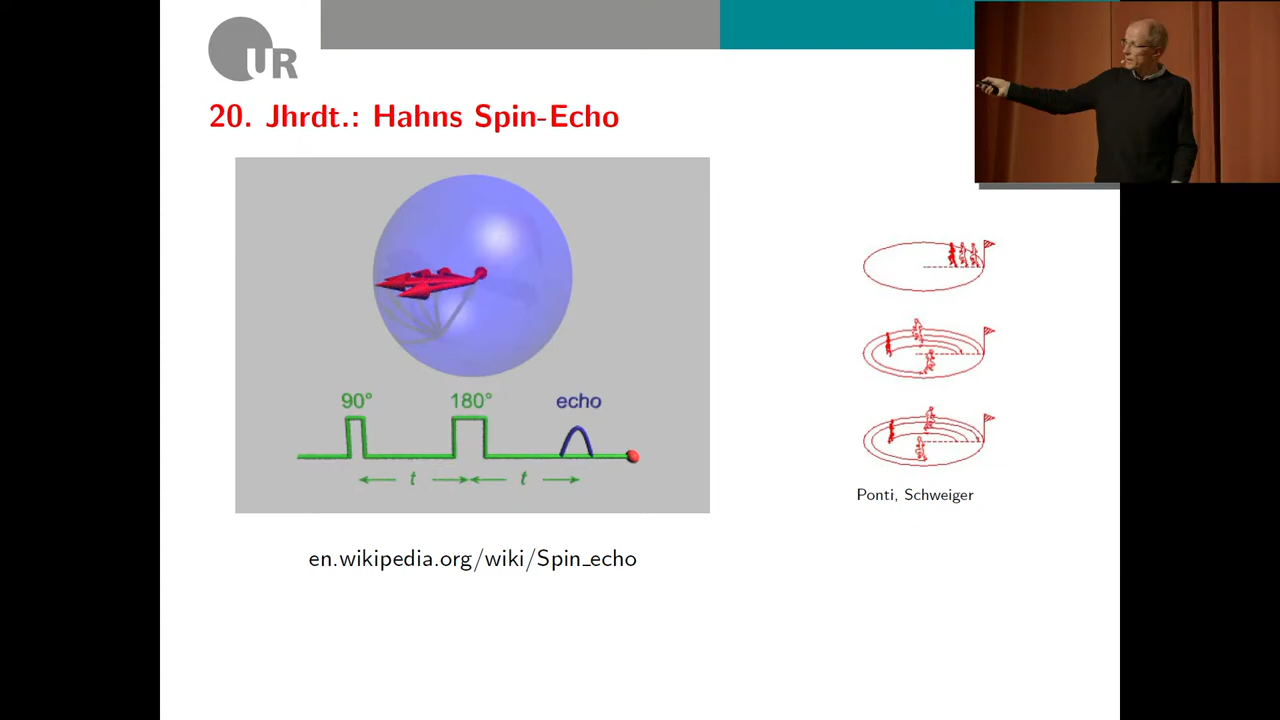 UR
20. Jhrdt.: Hahns Spin-Echo
90°
180°
echo
t
t
Ponti, Schweiger
en.wikipedia.org/wiki/Spin_echo